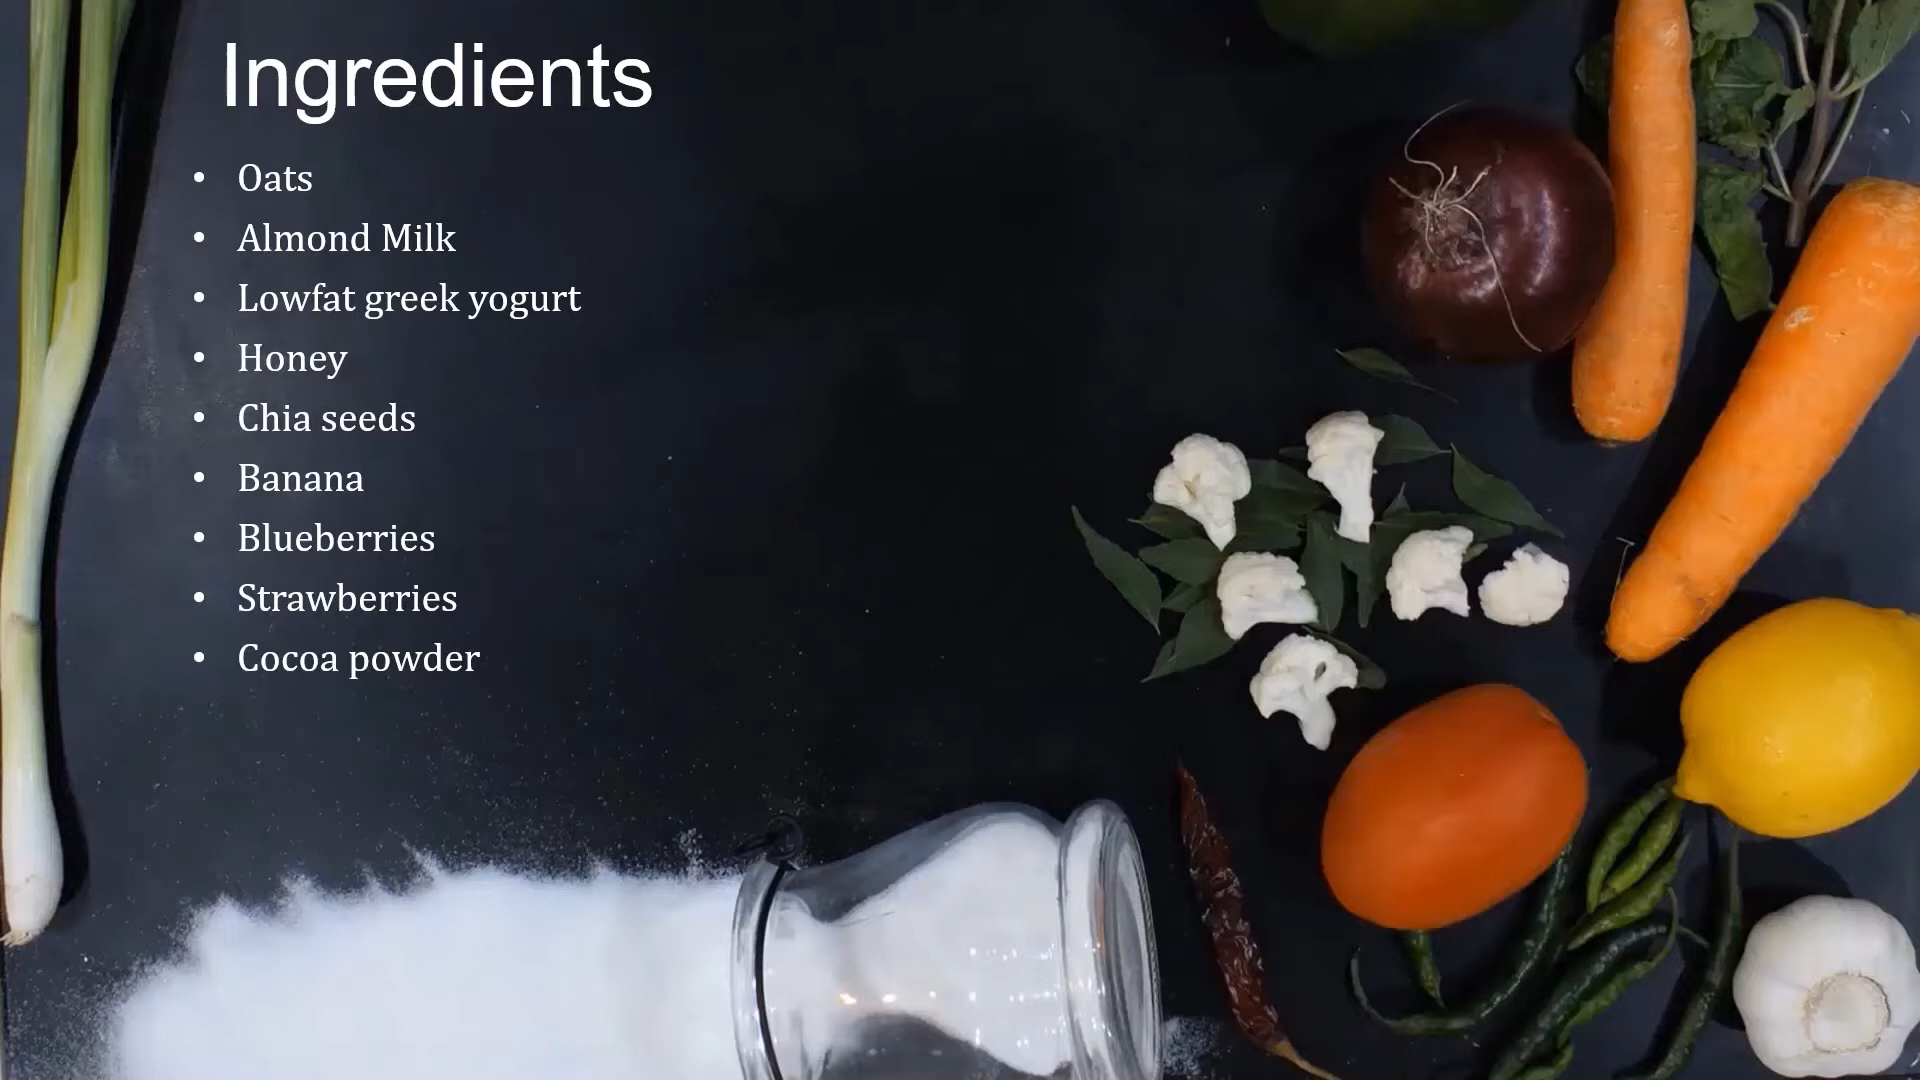 Ingredients
• Oats
• Almond Milk
• Lowfat greek yogurt
• Honey
• Chia seeds
• Banana
• Blueberries
• Strawberries
• Cocoa powder